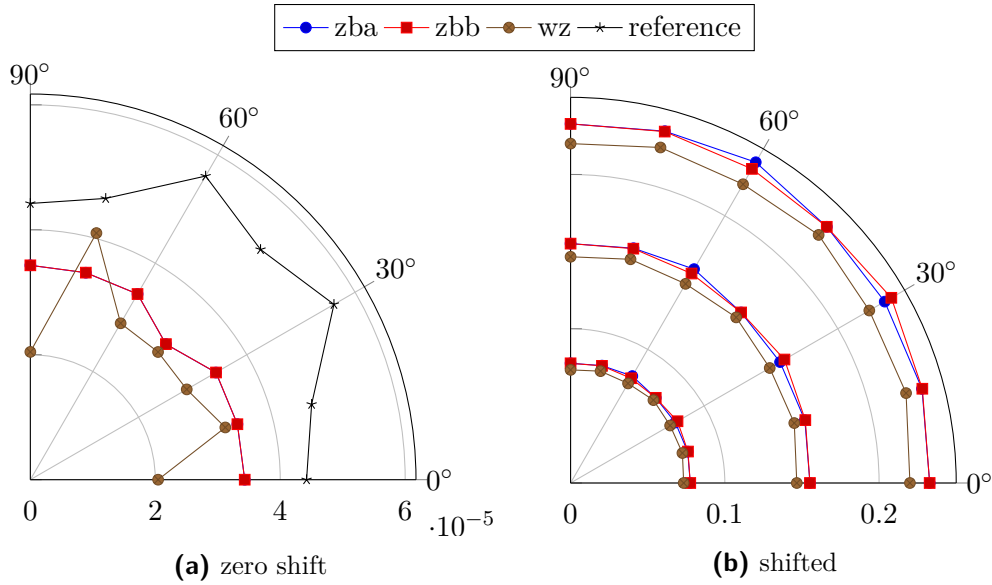 zba zbb wz reference
90°
60°
30°
0°
0 2 4 6
·10⁻⁵
(a) zero shift
90°
60°
30°
0°
0 0.1 0.2
(b) shifted